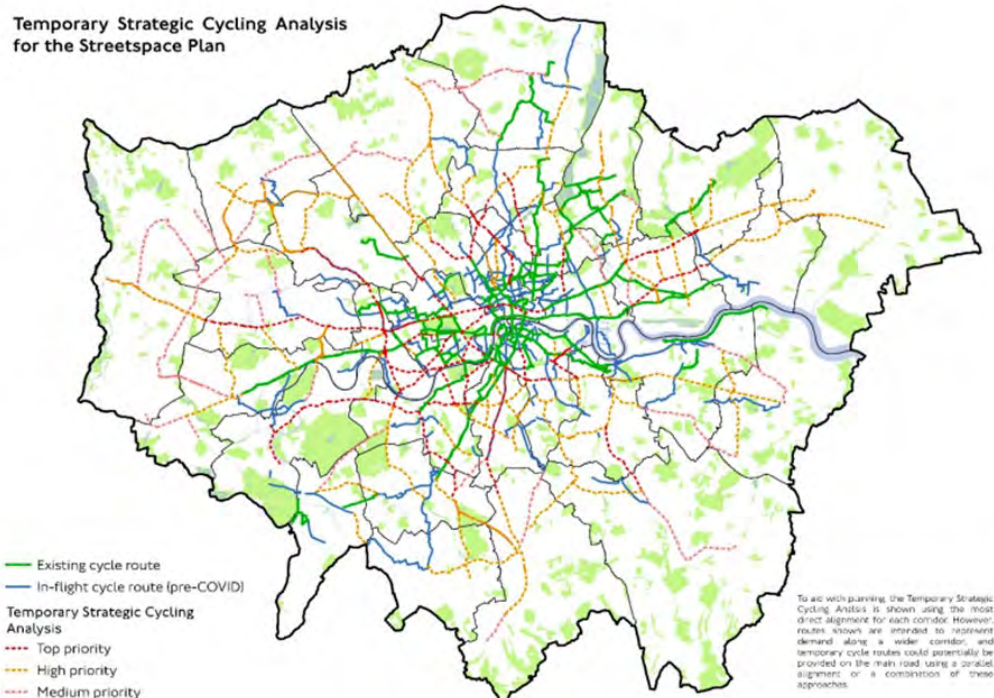 Temporary Strategic Cycling Analysis
for the Streetspace Plan
Existing cycle route
In-flight cycle route (pre-COVID)
Temporary Strategic Cycling
Analysis
Top priority
High priority
Medium priority
To aid with planning, the Temporary Strategic
Cycling Analsis is shown using the most
direct alignment for each corridor. However,
routes shown are intended to represent
demand along a wider corridor, and
temporary cycle routes could potentially be
provided on the main road, using a parallel
alignment or a combination of these
approaches.